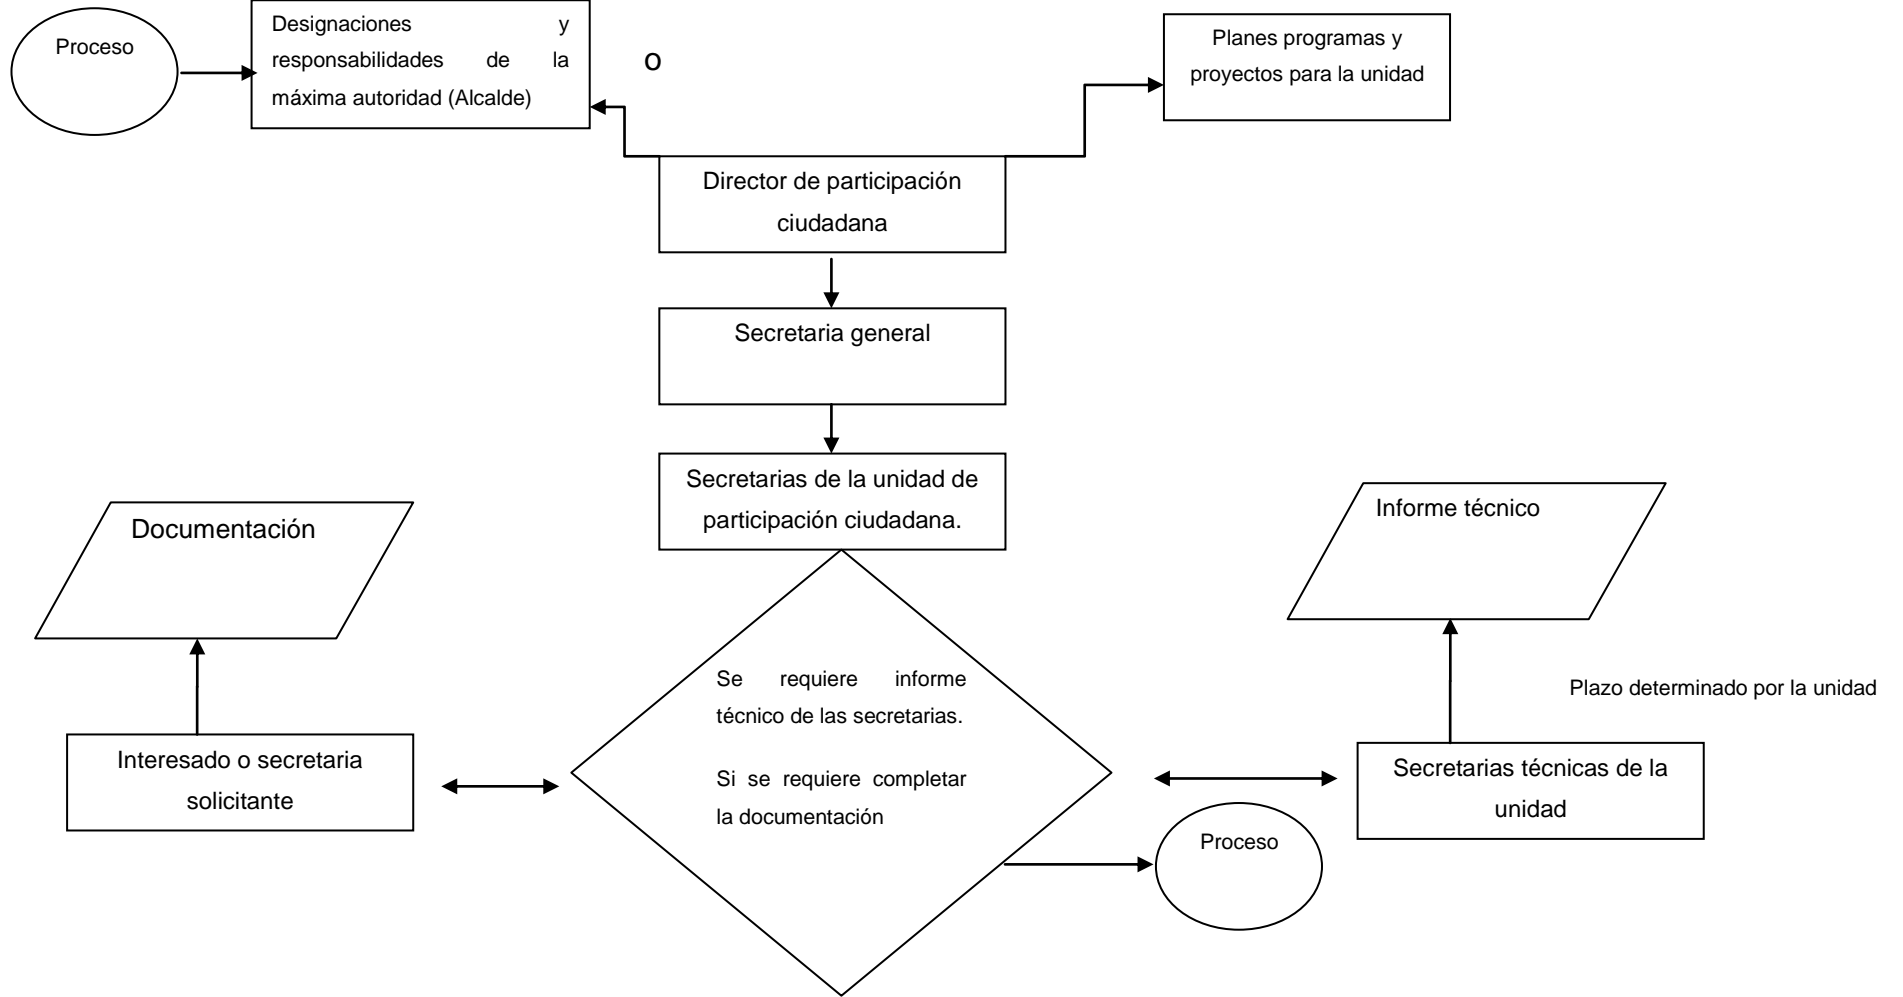 Proceso
Designaciones y
responsabilidades de la
máxima autoridad (Alcalde)
o
Planes programas y
proyectos para la unidad
Director de participación
ciudadana
Secretaria general
Secretarias de la unidad de
participación ciudadana.
Documentación
Informe técnico
Se requiere informe
técnico de las secretarias.
Si se requiere completar
la documentación
Plazo determinado por la unidad
Interesado o secretaria
solicitante
Secretarias técnicas de la
unidad
Proceso